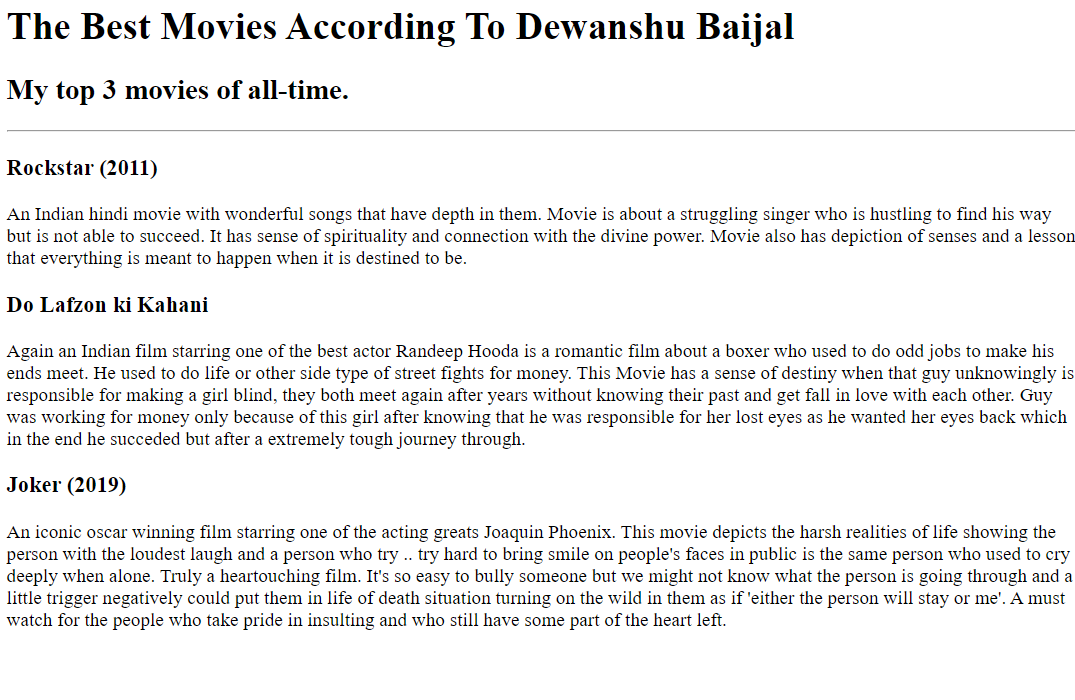 The Best Movies According To Dewanshu Baijal
My top 3 movies of all-time.
Rockstar (2011)
An Indian hindi movie with wonderful songs that have depth in them. Movie is about a struggling singer who is hustling to find his way
but is not able to succeed. It has sense of spirituality and connection with the divine power. Movie also has depiction of senses and a lesson
that everything is meant to happen when it is destined to be.
Do Lafzon ki Kahani
Again an Indian film starring one of the best actor Randeep Hooda is a romantic film about a boxer who used to do odd jobs to make his
ends meet. He used to do life or other side type of street fights for money. This Movie has a sense of destiny when that guy unknowingly is
responsible for making a girl blind, they both meet again after years without knowing their past and get fall in love with each other. Guy
was working for money only because of this girl after knowing that he was responsible for her lost eyes as he wanted her eyes back which
in the end he succeded but after a extremely tough journey through.
Joker (2019)
An iconic oscar winning film starring one of the acting greats Joaquin Phoenix. This movie depicts the harsh realities of life showing the
person with the loudest laugh and a person who try .. try hard to bring smile on people's faces in public is the same person who used to cry
deeply when alone. Truly a heartouching film. It's so easy to bully someone but we might not know what the person is going through and a
little trigger negatively could put them in life of death situation turning on the wild in them as if 'either the person will stay or me'. A must
watch for the people who take pride in insulting and who still have some part of the heart left.